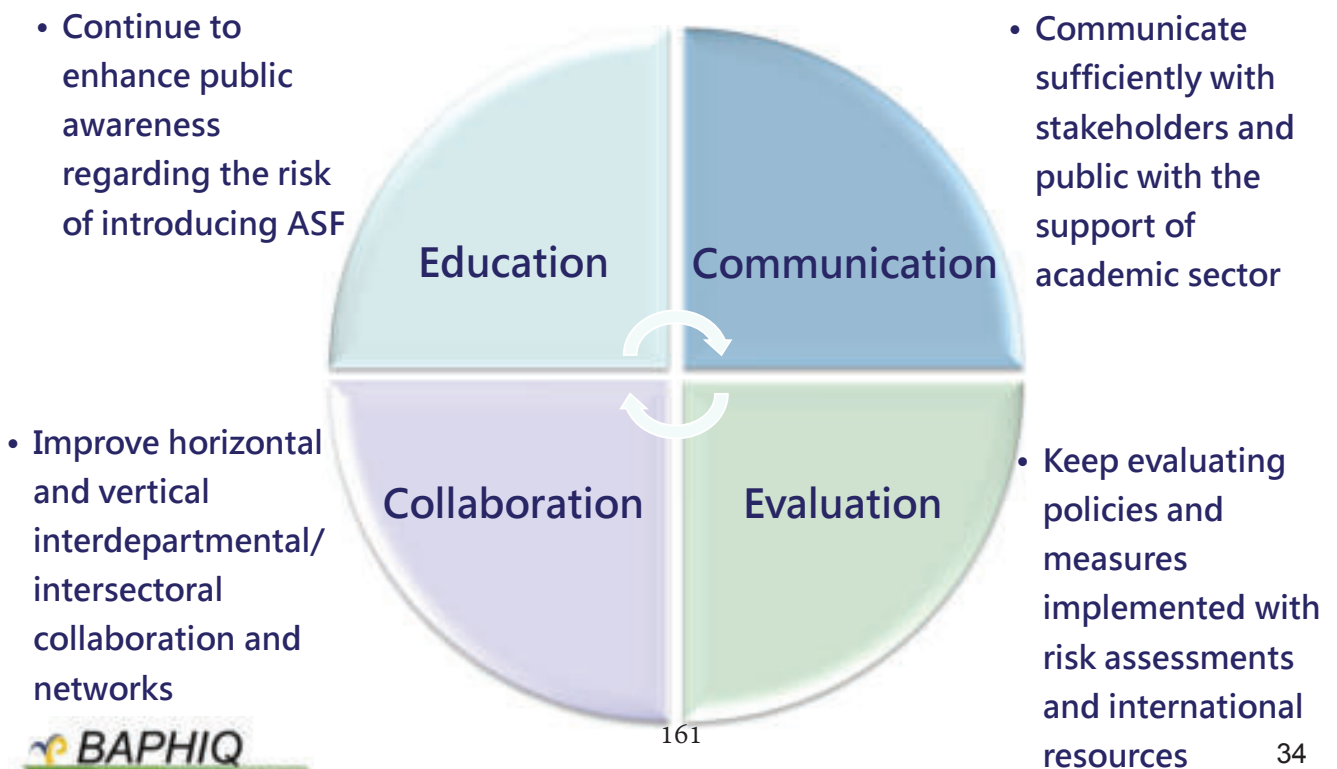 • Continue to
enhance public
awareness
regarding the risk
of introducing ASF
Education
Communication
• Communicate
sufficiently with
stakeholders and
public with the
support of
academic sector
• Improve horizontal
and vertical
interdepartmental/
intersectoral
collaboration and
networks
Collaboration
Evaluation
• Keep evaluating
policies and
measures
implemented with
risk assessments
and international
resources
BAPHIQ
161
34